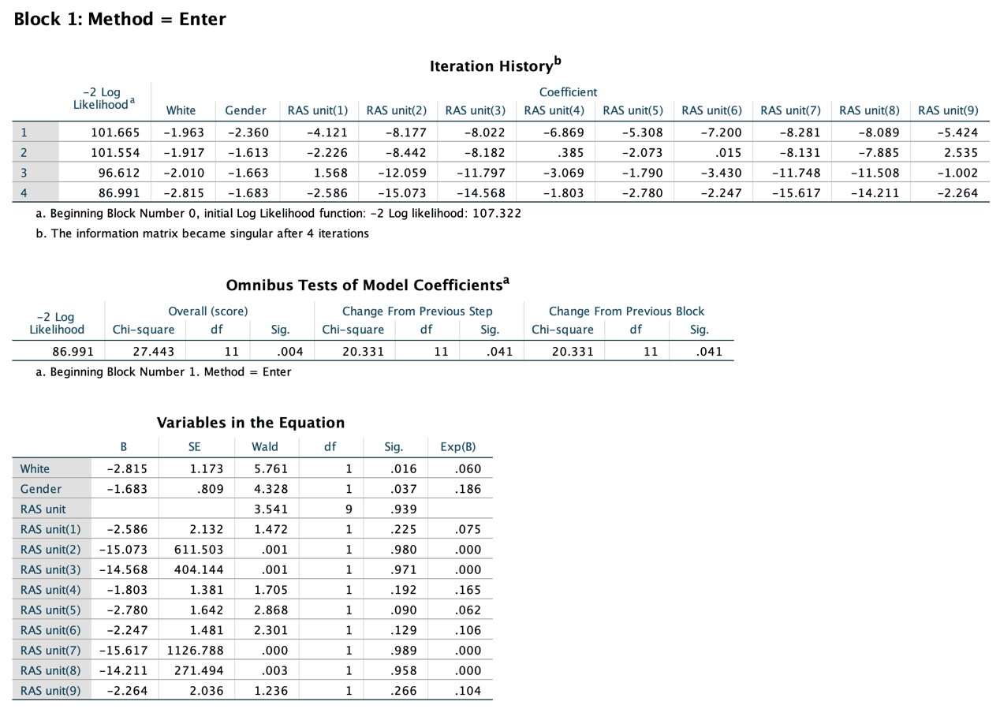 Block 1: Method = Enter
Iteration History b
-2 Log Likelihood a Coefficient
White Gender RAS unit(1) RAS unit(2) RAS unit(3) RAS unit(4) RAS unit(5) RAS unit(6) RAS unit(7) RAS unit(8) RAS unit(9)
1 101.665 -1.963 -2.360 -4.121 -8.177 -8.022 -6.869 -5.308 -7.200 -8.281 -8.089 -5.424
2 101.554 -1.917 -1.613 -2.226 -8.442 -8.182 .385 -2.073 .015 -8.131 -7.885 2.535
3 96.612 -2.010 -1.663 1.568 -12.059 -11.797 -3.069 -1.790 -3.430 -11.748 -11.508 -1.002
4 86.991 -2.815 -1.683 -2.586 -15.073 -14.568 -1.803 -2.780 -2.247 -15.617 -14.211 -2.264
a. Beginning Block Number 0, initial Log Likelihood function: -2 Log likelihood: 107.322
b. The information matrix became singular after 4 iterations
Omnibus Tests of Model Coefficients a
-2 Log Likelihood Overall (score) Change From Previous Step Change From Previous Block
Chi-square df Sig. Chi-square df Sig. Chi-square df Sig.
86.991 27.443 11 .004 20.331 11 .041 20.331 11 .041
a. Beginning Block Number 1. Method = Enter
Variables in the Equation
B SE Wald df Sig. Exp(B)
White -2.815 1.173 5.761 1 .016 .060
Gender -1.683 .809 4.328 1 .037 .186
RAS unit 3.541 9 .939
RAS unit(1) -2.586 2.132 1.472 1 .225 .075
RAS unit(2) -15.073 611.503 .001 1 .980 .000
RAS unit(3) -14.568 404.144 .001 1 .971 .000
RAS unit(4) -1.803 1.381 1.705 1 .192 .165
RAS unit(5) -2.780 1.642 2.868 1 .090 .062
RAS unit(6) -2.247 1.481 2.301 1 .129 .106
RAS unit(7) -15.617 1126.788 .000 1 .989 .000
RAS unit(8) -14.211 271.494 .003 1 .958 .000
RAS unit(9) -2.264 2.036 1.236 1 .266 .104